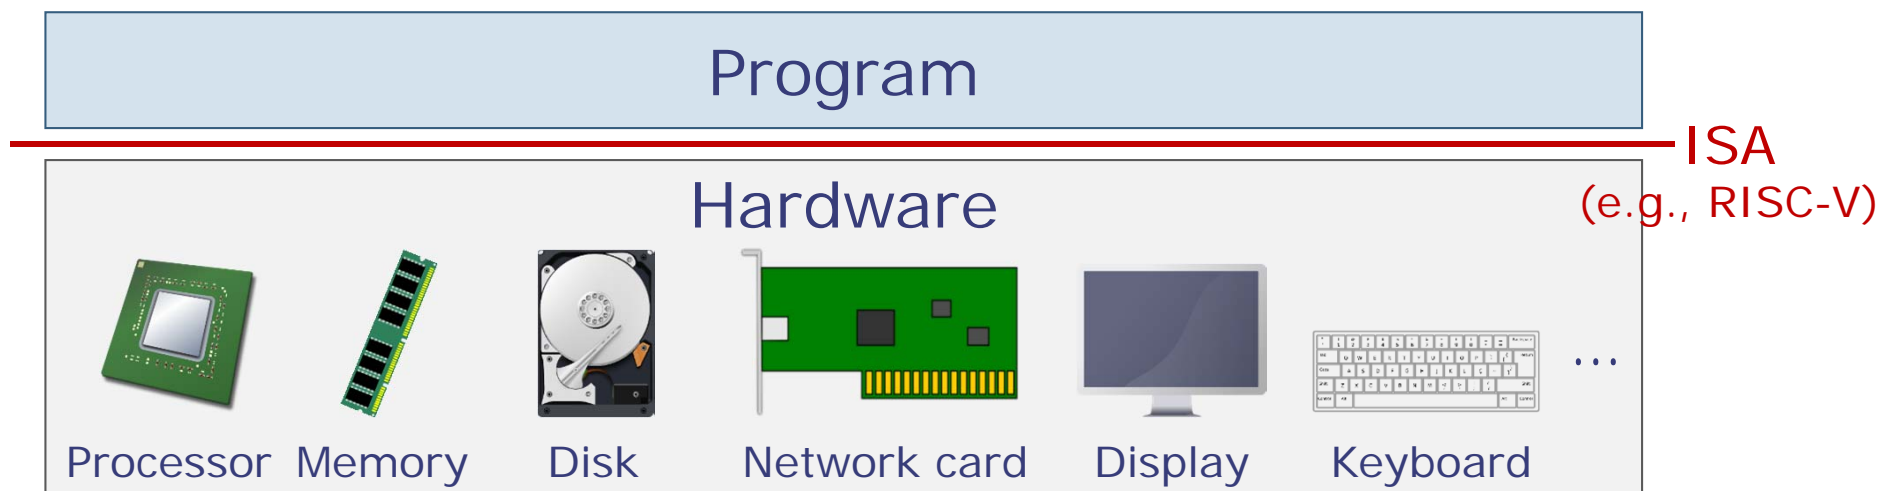 Program
ISA
(e.g., RISC-V)
Hardware
...
Processor Memory Disk Network card Display Keyboard